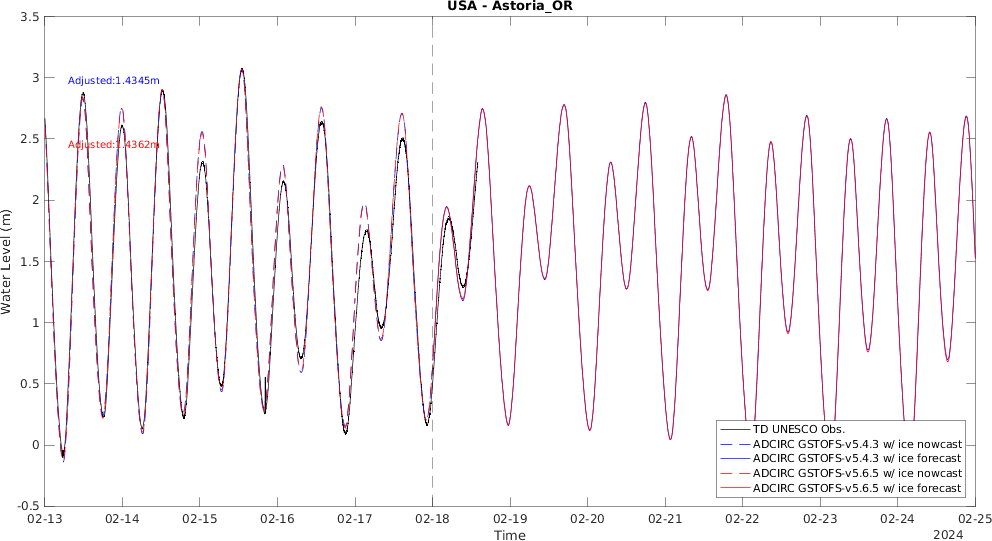 USA - Astoria_OR
3.5
3
2.5
2
1.5
1
0.5
0
-0.5
Water Level (m)
Adjusted:1.4345m
Adjusted:1.4362m
TD UNESCO Obs.
ADCIRC GSTOFS-v5.4.3 w/ ice nowcast
ADCIRC GSTOFS-v5.4.3 w/ ice forecast
ADCIRC GSTOFS-v5.6.5 w/ ice nowcast
ADCIRC GSTOFS-v5.6.5 w/ ice forecast
02-13 02-14 02-15 02-16 02-17 02-18 02-19 02-20 02-21 02-22 02-23 02-24 02-25
Time
2024